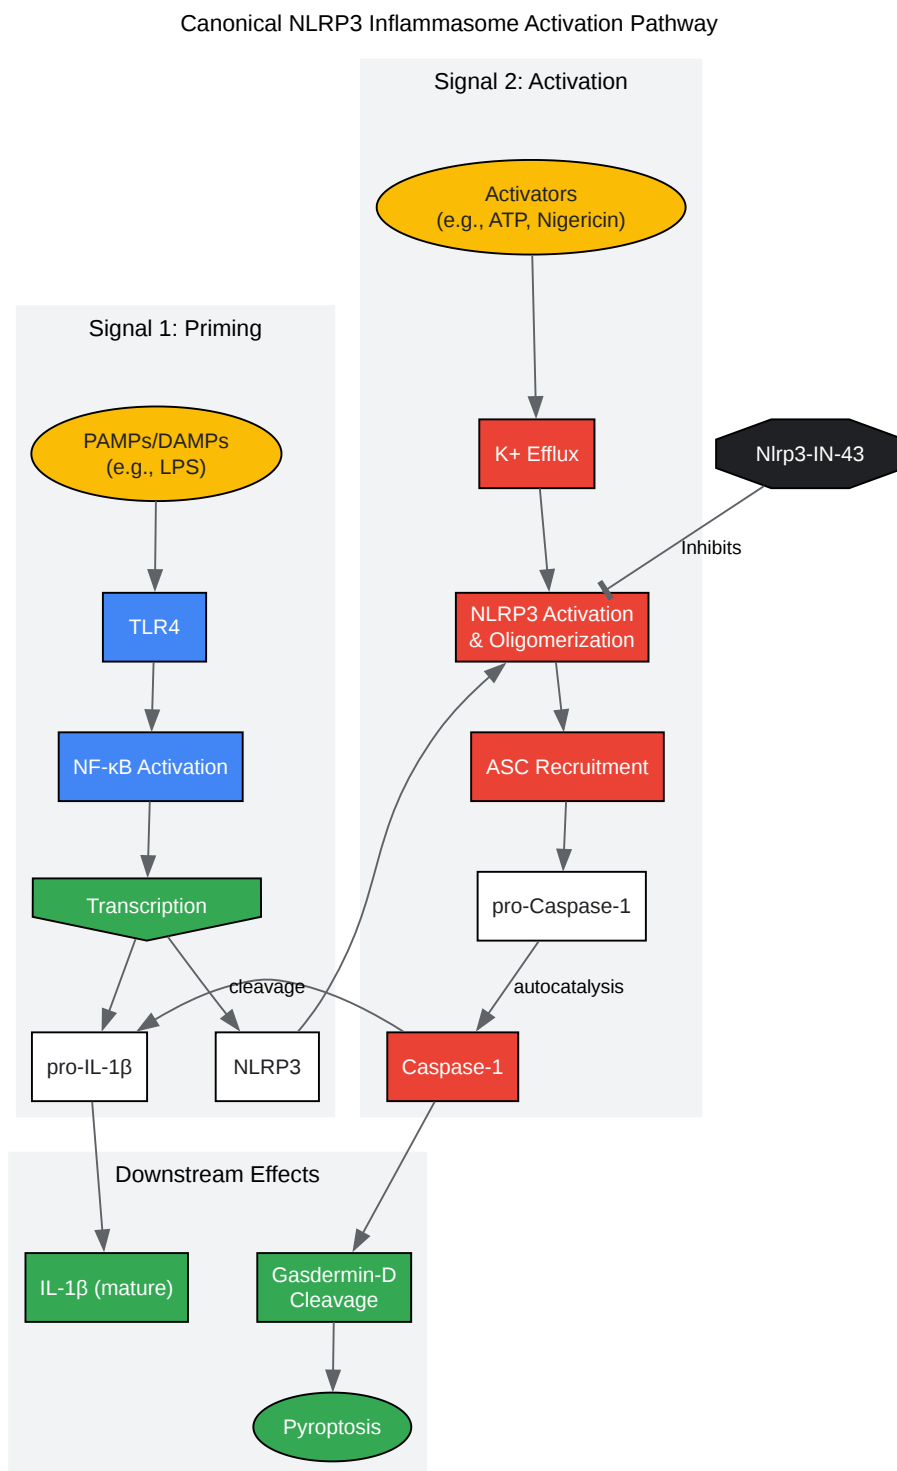 Canonical NLRP3 Inflammasome Activation Pathway
Signal 2: Activation
Activators
(e.g., ATP, Nigericin)
Signal 1: Priming
PAMPs/DAMPs
(e.g., LPS)
K+ Efflux
Nlrp3-IN-43
Inhibits
TLR4
NLRP3 Activation
& Oligomerization
NF-κB Activation
ASC Recruitment
Transcription
pro-Caspase-1
cleavage
autocatalysis
pro-IL-1β
NLRP3
Caspase-1
Downstream Effects
IL-1β (mature)
Gasdermin-D
Cleavage
Pyroptosis